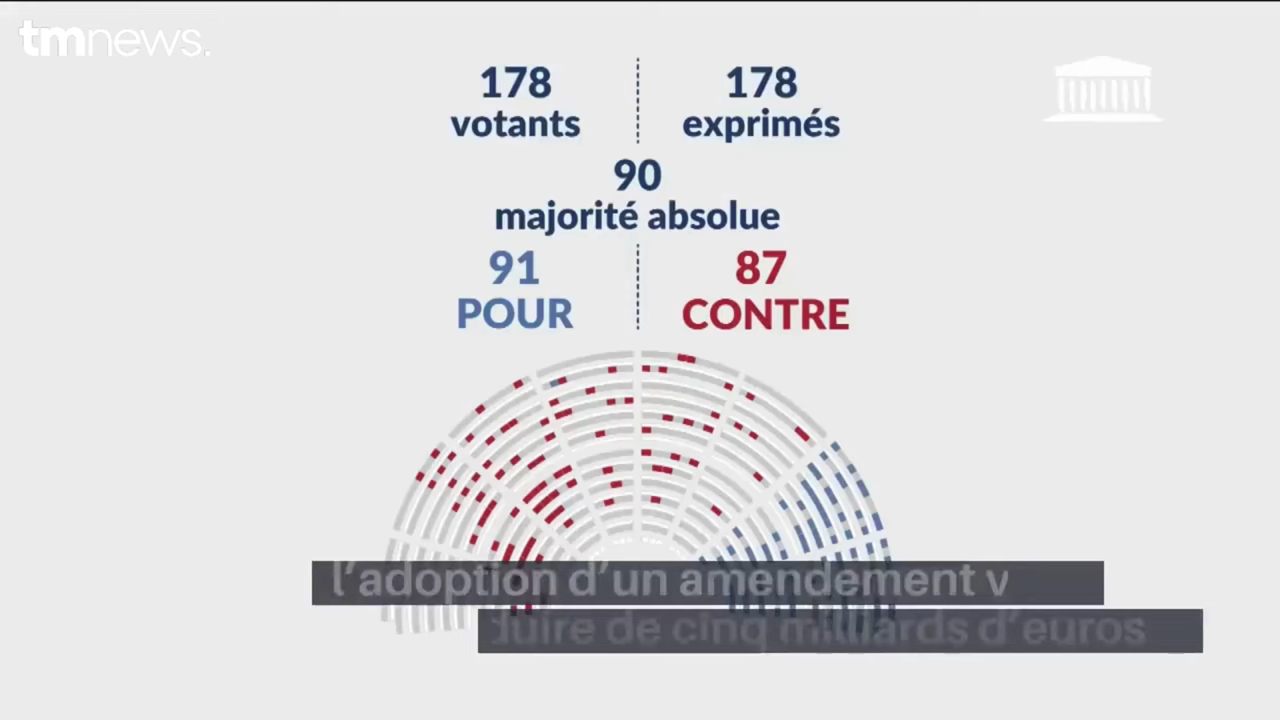 tmnews.
178
votants
178
exprimés
90
majorité absolue
91
POUR
87
CONTRE
l'adoption d'un amendement v
duire de cinq milliards d'euros